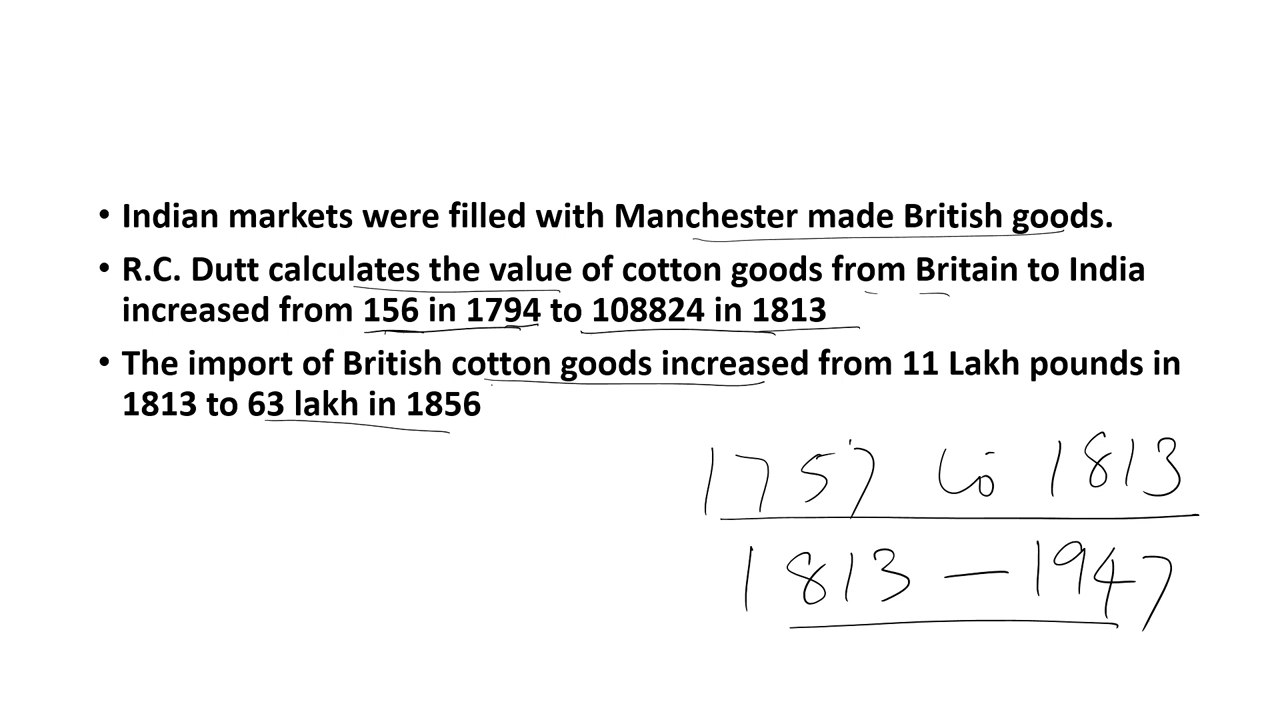 • Indian markets were filled with Manchester made British goods.
• R.C. Dutt calculates the value of cotton goods from Britain to India
increased from 156 in 1794 to 108824 in 1813
• The import of British cotton goods increased from 11 Lakh pounds in
1813 to 63 lakh in 1856
1757 to 1813
1813 — 1947